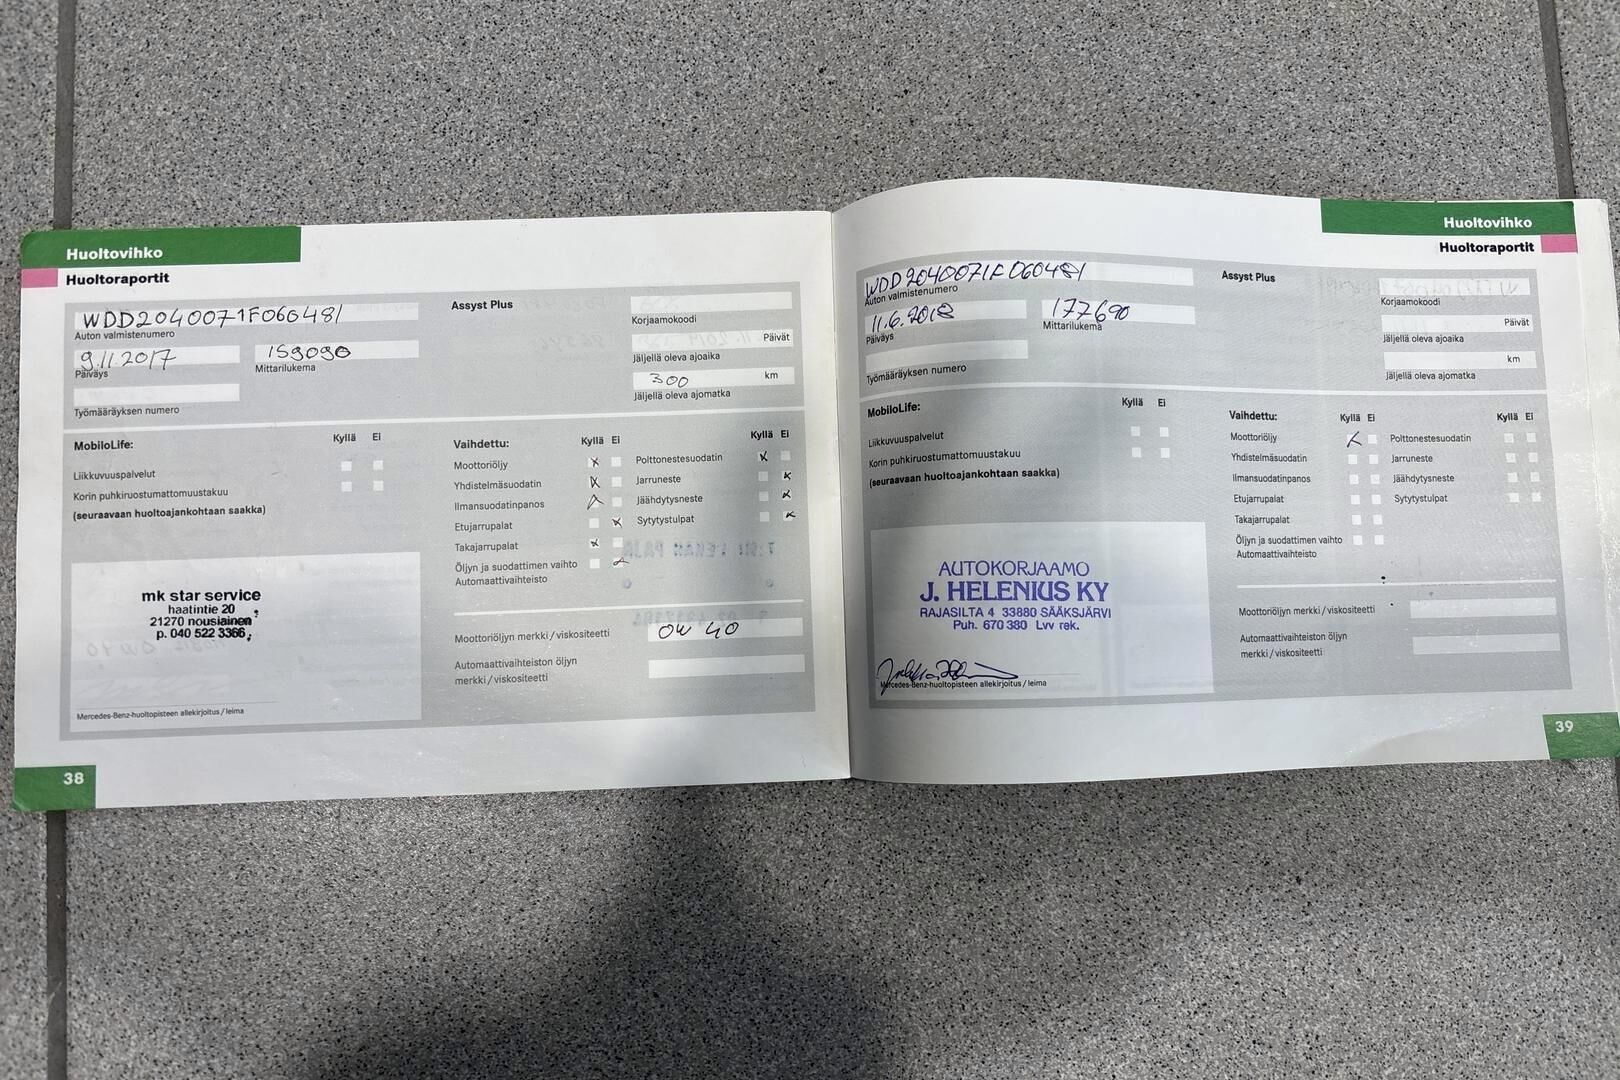 Huoltovihko
Huoltoraportit
WDD2040071F060481
Auton valmistenumero
9.11.2017
159090
Päiväys
Mittarilukema
Työmääräyksen numero
Assyst Plus
Korjaamokoodi
Päivät
Jäljellä oleva ajoaika
300 km
Jäljellä oleva ajomatka
MobiloLife:
Kyllä Ei
Liikkuvuuspalvelut
Korin puhkiruostumattomuustakuu
(seuraavaan huoltoajankohtaan saakka)
Vaihdettu:
Kyllä Ei
Moottoriöljy
Yhdistelmäsuodatin
Ilmansuodatinpanos
Etujarrupalat
Takajarrupalat
Öljyn ja suodattimen vaihto
Automaattivaihteisto
Kyllä Ei
Polttonestesuodatin
Jarruneste
Jäähdytysneste
Sytytystulpat
Moottoriöljyn merkki / viskositeetti
0W 40
Automaattivaihteiston öljyn
merkki / viskositeetti
mk star service
haatintie 20
21270 nousiainen
p. 040 522 3366
Mercedes-Benz-huoltopisteen allekirjoitus / leima
38
Huoltovihko
Huoltoraportit
WDD2040071F060481
Auton valmistenumero
11.6.2018
177690
Päiväys
Mittarilukema
Työmääräyksen numero
Assyst Plus
Korjaamokoodi
Päivät
Jäljellä oleva ajoaika
km
Jäljellä oleva ajomatka
MobiloLife:
Kyllä Ei
Liikkuvuuspalvelut
Korin puhkiruostumattomuustakuu
(seuraavaan huoltoajankohtaan saakka)
Vaihdettu:
Kyllä Ei
Moottoriöljy
Yhdistelmäsuodatin
Ilmansuodatinpanos
Etujarrupalat
Takajarrupalat
Öljyn ja suodattimen vaihto
Automaattivaihteisto
Kyllä Ei
Polttonestesuodatin
Jarruneste
Jäähdytysneste
Sytytystulpat
Moottoriöljyn merkki / viskositeetti
Automaattivaihteiston öljyn
merkki / viskositeetti
AUTOKORJAAMO
J. HELENIUS KY
RAJASILTA 4 33880 SÄÄKSJÄRVI
Puh. 670 380 Lvv rek.
Mercedes-Benz-huoltopisteen allekirjoitus / leima
39